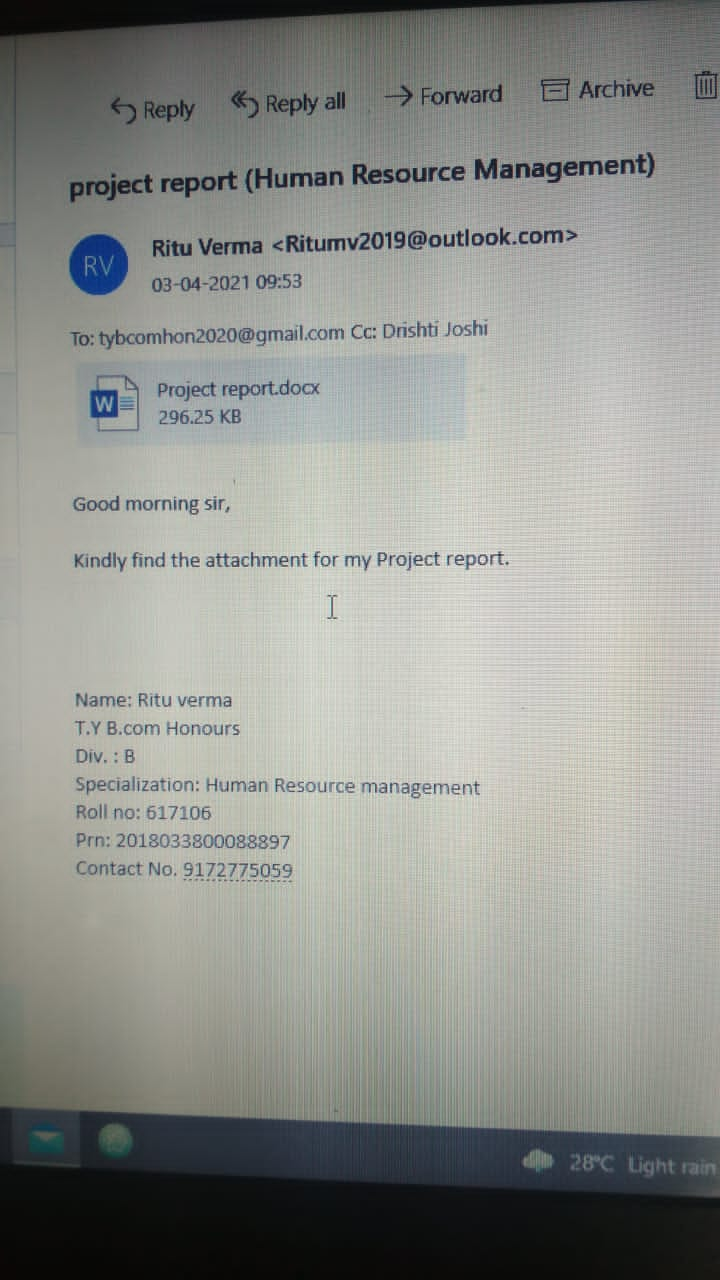 Reply Reply all Forward Archive
project report (Human Resource Management)
RV
Ritu Verma <Ritumv2019@outlook.com>
03-04-2021 09:53
To: tybcomhon2020@gmail.com Cc: Drishti Joshi
W
Project report.docx
296.25 KB
Good morning sir,
Kindly find the attachment for my Project report.
Name: Ritu verma
T.Y B.com Honours
Div. : B
Specialization: Human Resource management
Roll no: 617106
Prn: 2018033800088897
Contact No. 9172775059
28°C Light rain